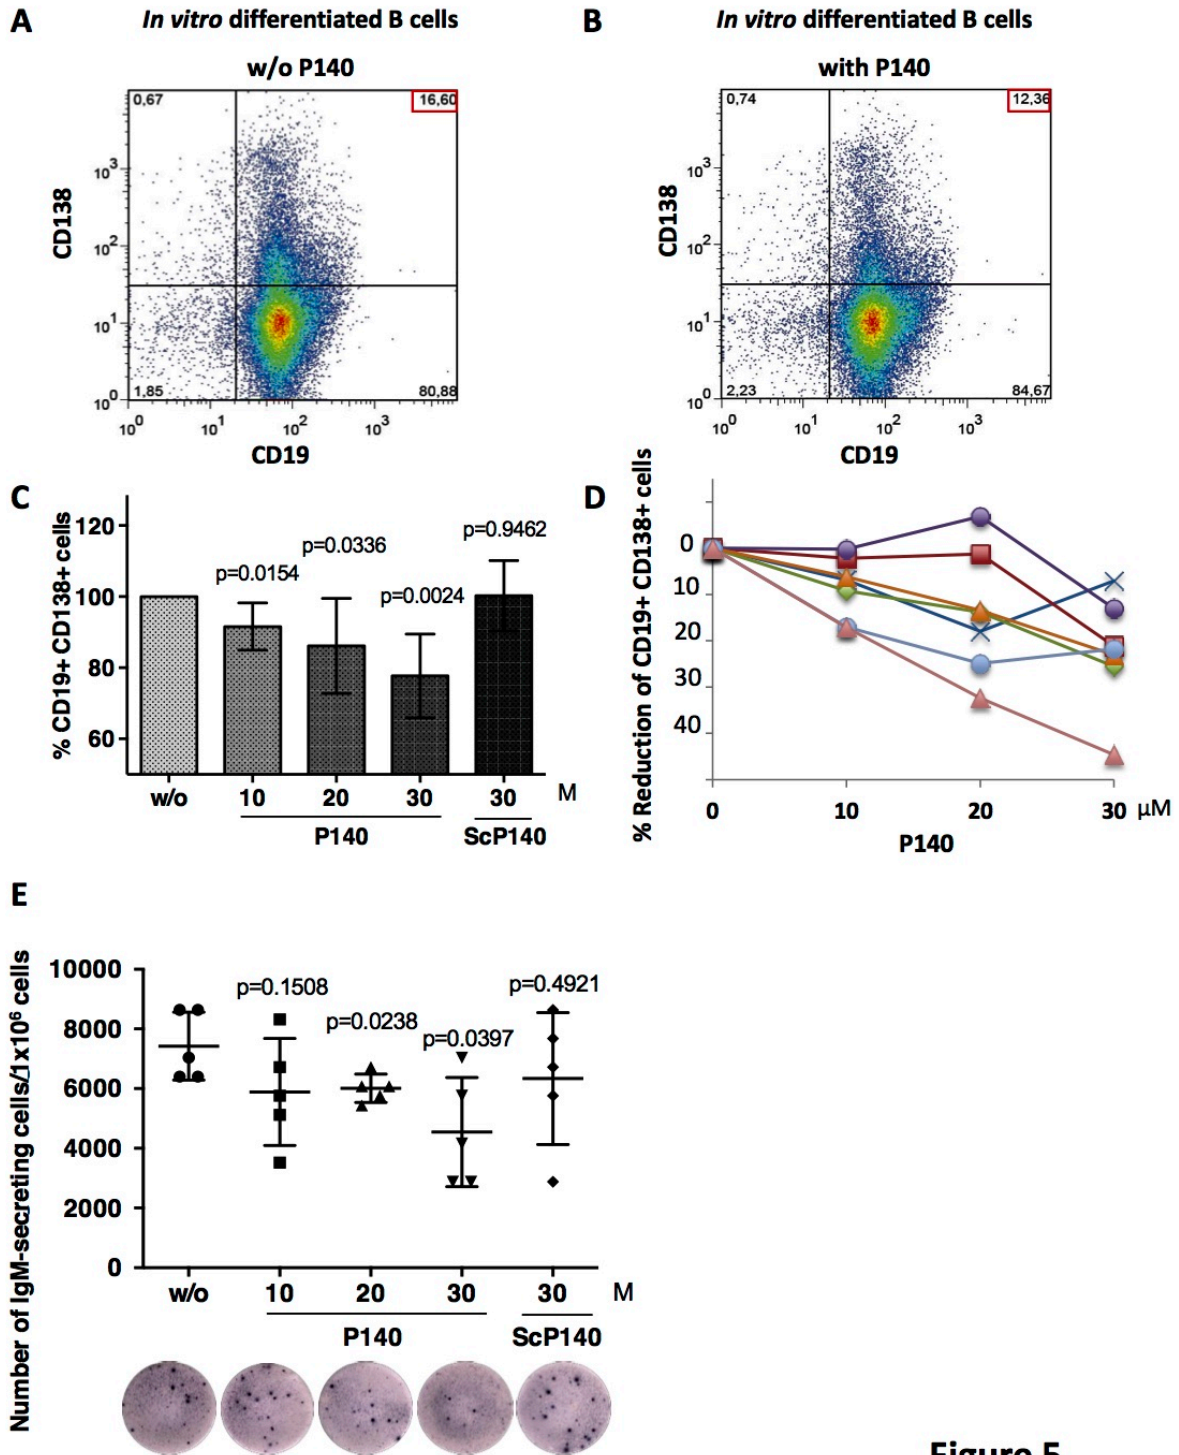 A
In vitro differentiated B cells
w/o P140
0,67
16,60
1,85
80,88
CD138
10³
10²
10¹
10⁰
10⁰ 10¹ 10² 10³
CD19
B
In vitro differentiated B cells
with P140
0,74
12,36
2,23
84,67
CD138
10³
10²
10¹
10⁰
10⁰ 10¹ 10² 10³
CD19
C
% CD19+ CD138+ cells
120
100
80
60
p=0.0154
p=0.0336
p=0.0024
p=0.9462
w/o 10 20 30 30 M
P140 ScP140
D
% Reduction of CD19+ CD138+ cells
0
10
20
30
40
0 10 20 30 μM
P140
E
Number of IgM-secreting cells/1x10⁶ cells
10000
8000
6000
4000
2000
0
p=0.1508
p=0.0238
p=0.0397
p=0.4921
w/o 10 20 30 30 M
P140 ScP140
Figure 5